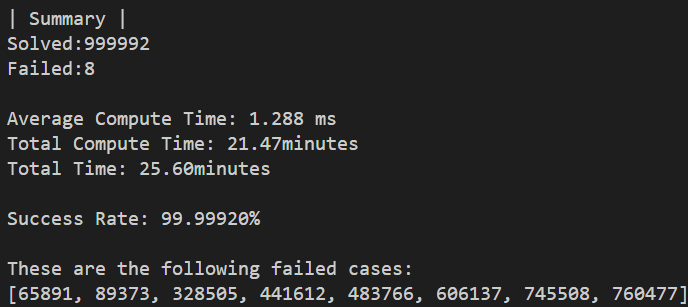 | Summary |
Solved:999992
Failed:8
Average Compute Time: 1.288 ms
Total Compute Time: 21.47minutes
Total Time: 25.60minutes
Success Rate: 99.99920%
These are the following failed cases:
[65891, 89373, 328505, 441612, 483766, 606137, 745508, 760477]